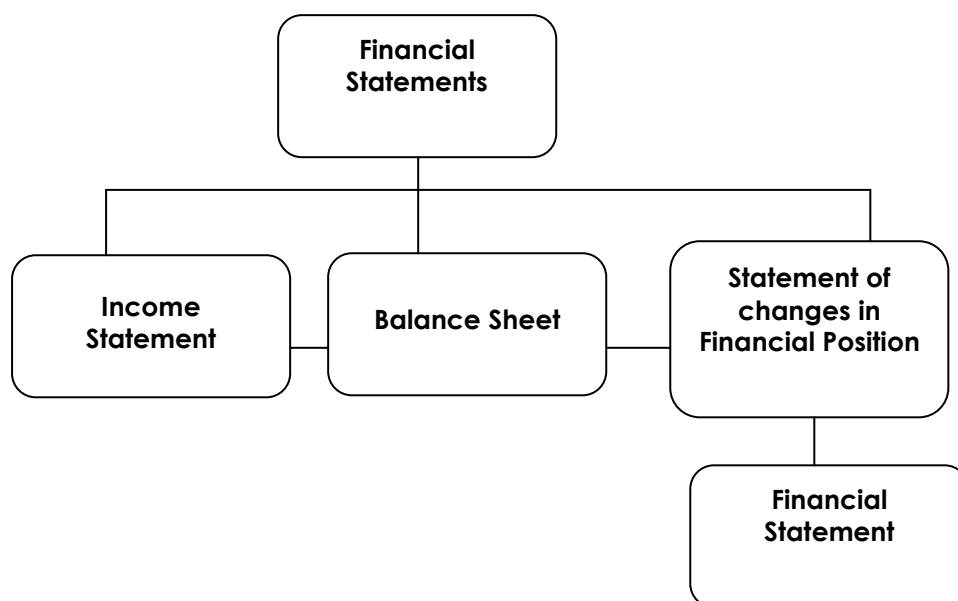 Financial
Statements
Income
Statement
Balance Sheet
Statement of
changes in
Financial Position
Financial
Statement